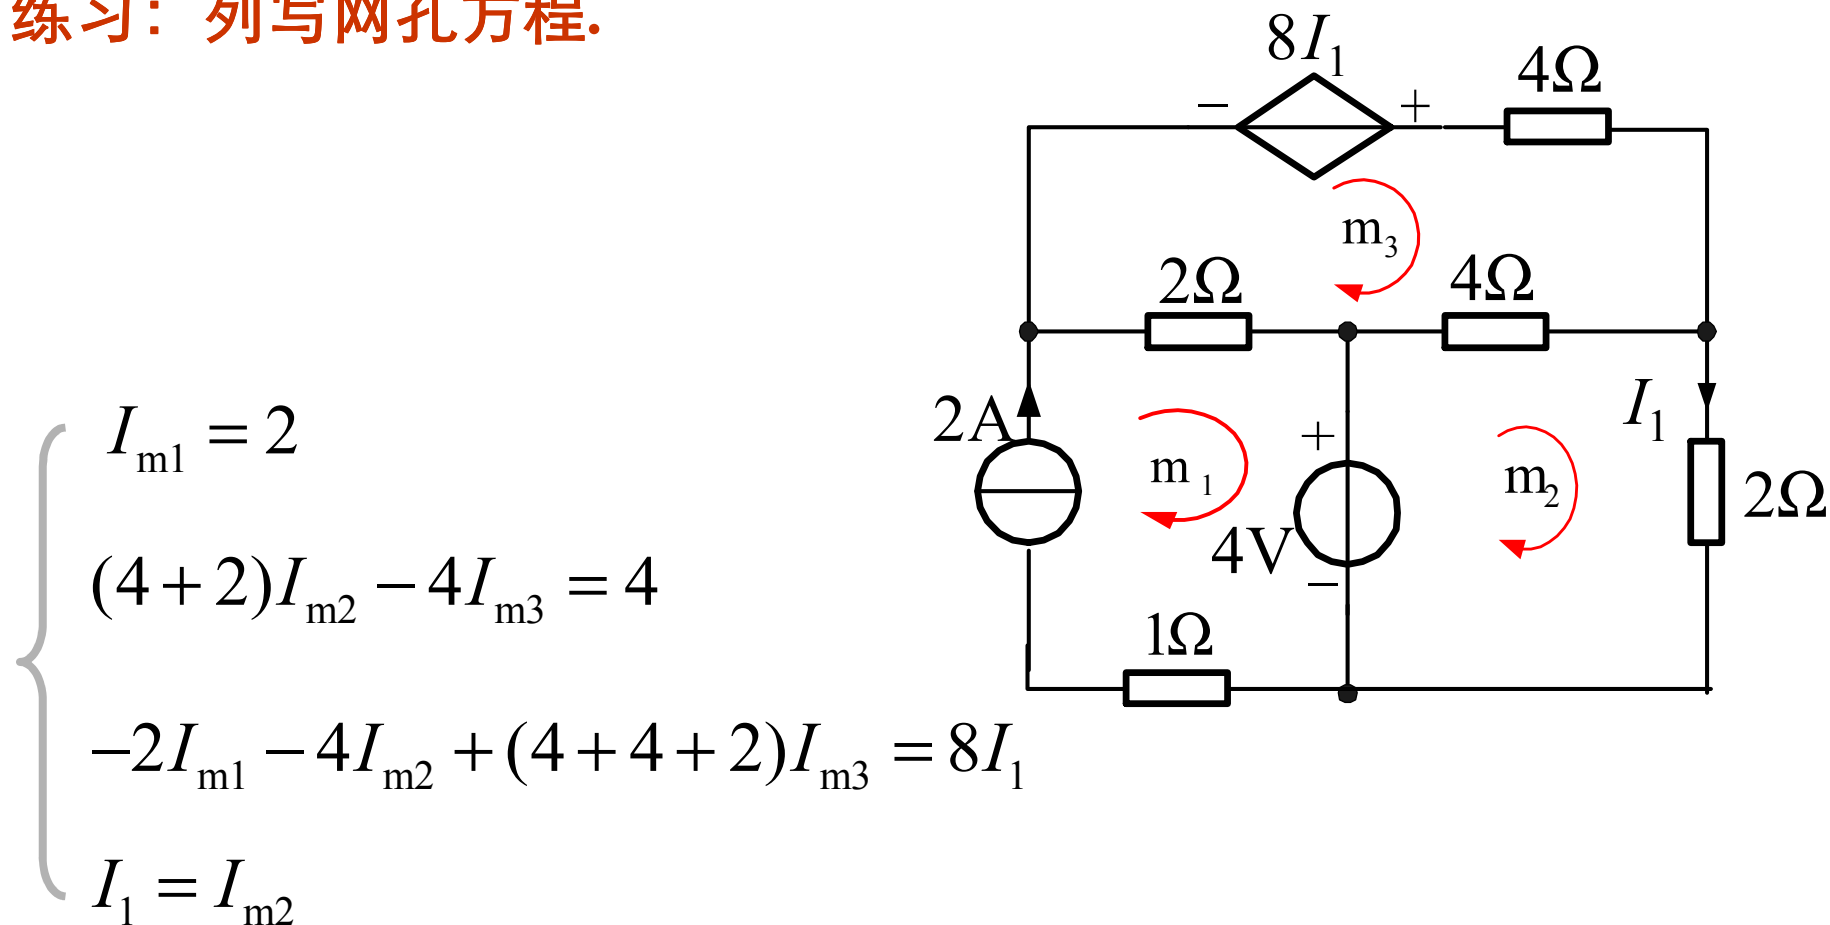 练习：列写网孔方程.
8I₁
− +
4Ω
m₃
2Ω
4Ω
2A
m ₁
+
4V
−
m₂
I₁
2Ω
1Ω
Iₘ₁ = 2
(4 + 2)Iₘ₂ − 4Iₘ₃ = 4
−2Iₘ₁ − 4Iₘ₂ + (4 + 4 + 2)Iₘ₃ = 8I₁
I₁ = Iₘ₂